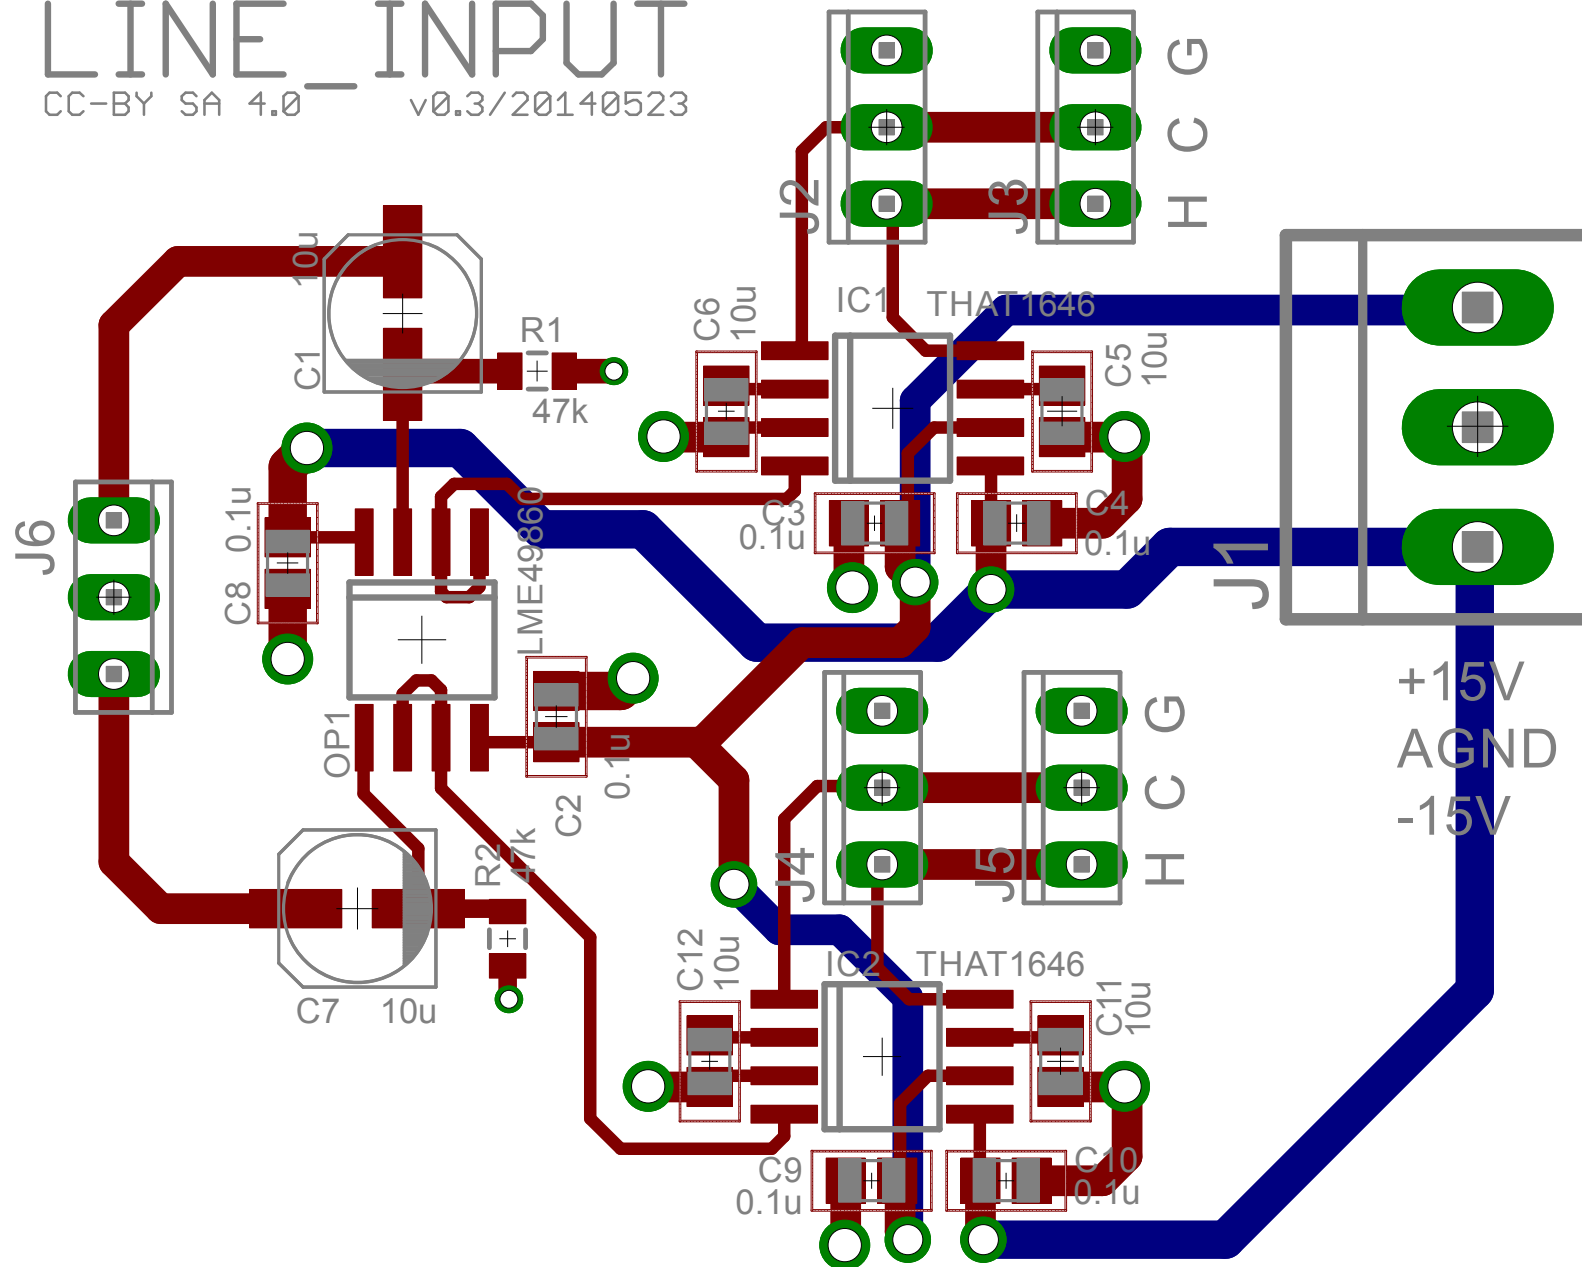 LINE_INPUT
CC-BY SA 4.0 v0.3/20140523
G
C
H
J2
J3
10u
C1
R1
47k
C6
10u
IC1
THAT1646
C5
10u
J6
0.1u
C8
LME49860
C3
0.1u
C4
0.1u
J1
OP1
C2
0.1u
+15V
AGND
-15V
G
C
H
J4
J5
R2
47k
C7
10u
C12
10u
IC2
THAT1646
C11
10u
C9
0.1u
C10
0.1u